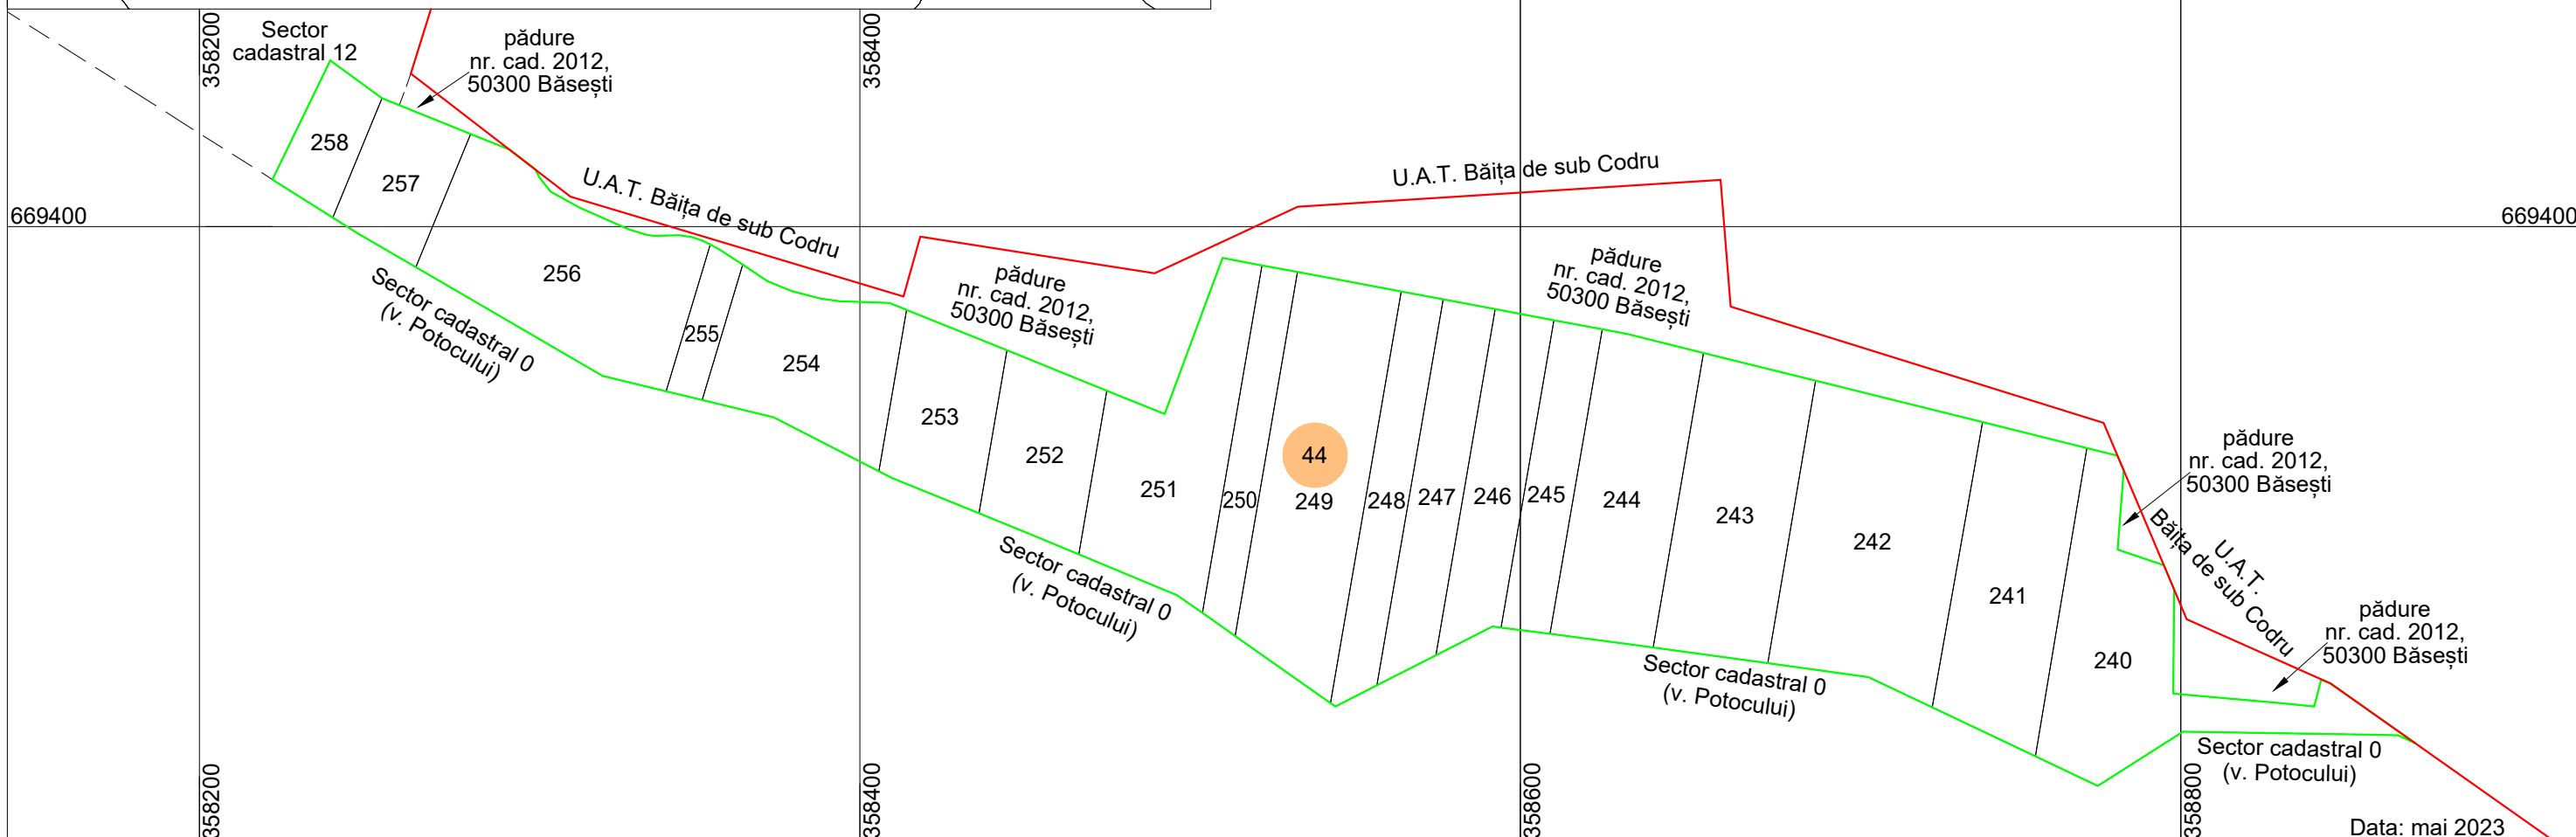 358200
358400
Sector
cadastral 12
pădure
nr. cad. 2012,
50300 Băsești
258
257
U.A.T. Băița de sub Codru
U.A.T. Băița de sub Codru
669400
669400
256
Sector cadastral 0
(v. Potocului)
255
254
pădure
nr. cad. 2012,
50300 Băsești
pădure
nr. cad. 2012,
50300 Băsești
253
252
251
250
44
249
248
247
246
245
244
243
242
241
240
pădure
nr. cad. 2012,
50300 Băsești
U.A.T.
Băița de sub Codru
pădure
nr. cad. 2012,
50300 Băsești
Sector cadastral 0
(v. Potocului)
Sector cadastral 0
(v. Potocului)
Sector cadastral 0
(v. Potocului)
358200
358400
358600
358800
Data: mai 2023